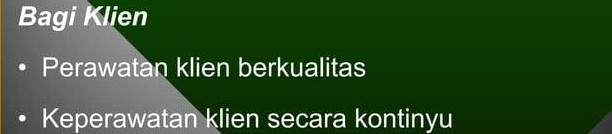 Bagi Klien
• Perawatan klien berkualitas
• Keperawatan klien secara kontinyu